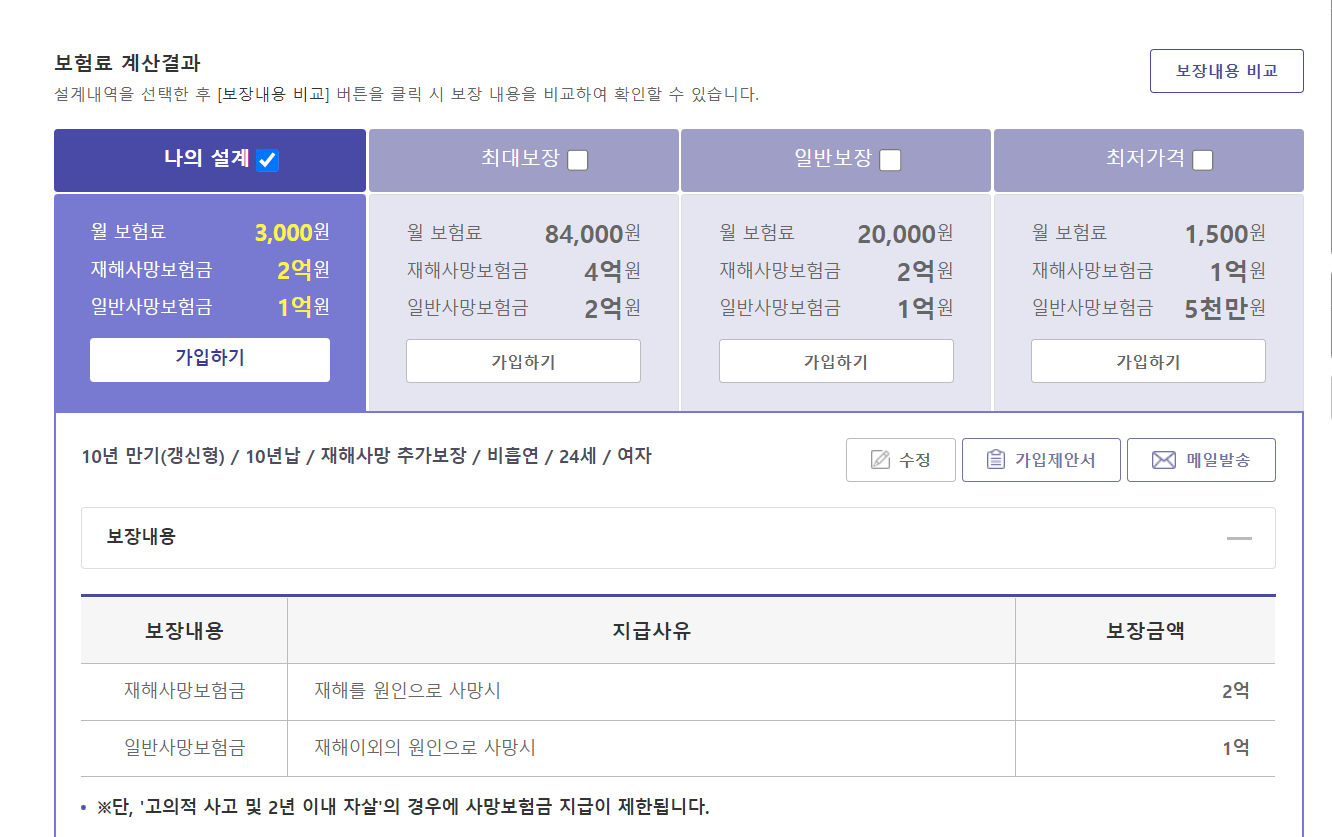 보험료 계산결과
설계내역을 선택한 후 [보장내용 비교] 버튼을 클릭 시 보장 내용을 비교하여 확인할 수 있습니다.
보장내용 비교
나의 설계
월 보험료 3,000원
재해사망보험금 2억원
일반사망보험금 1억원
가입하기
최대보장
월 보험료 84,000원
재해사망보험금 4억원
일반사망보험금 2억원
가입하기
일반보장
월 보험료 20,000원
재해사망보험금 2억원
일반사망보험금 1억원
가입하기
최저가격
월 보험료 1,500원
재해사망보험금 1억원
일반사망보험금 5천만원
가입하기
10년 만기(갱신형) / 10년납 / 재해사망 추가보장 / 비흡연 / 24세 / 여자
수정
가입제안서
메일발송
보장내용
보장내용 지급사유 보장금액
재해사망보험금 재해를 원인으로 사망시 2억
일반사망보험금 재해이외의 원인으로 사망시 1억
• ※단, '고의적 사고 및 2년 이내 자살'의 경우에 사망보험금 지급이 제한됩니다.